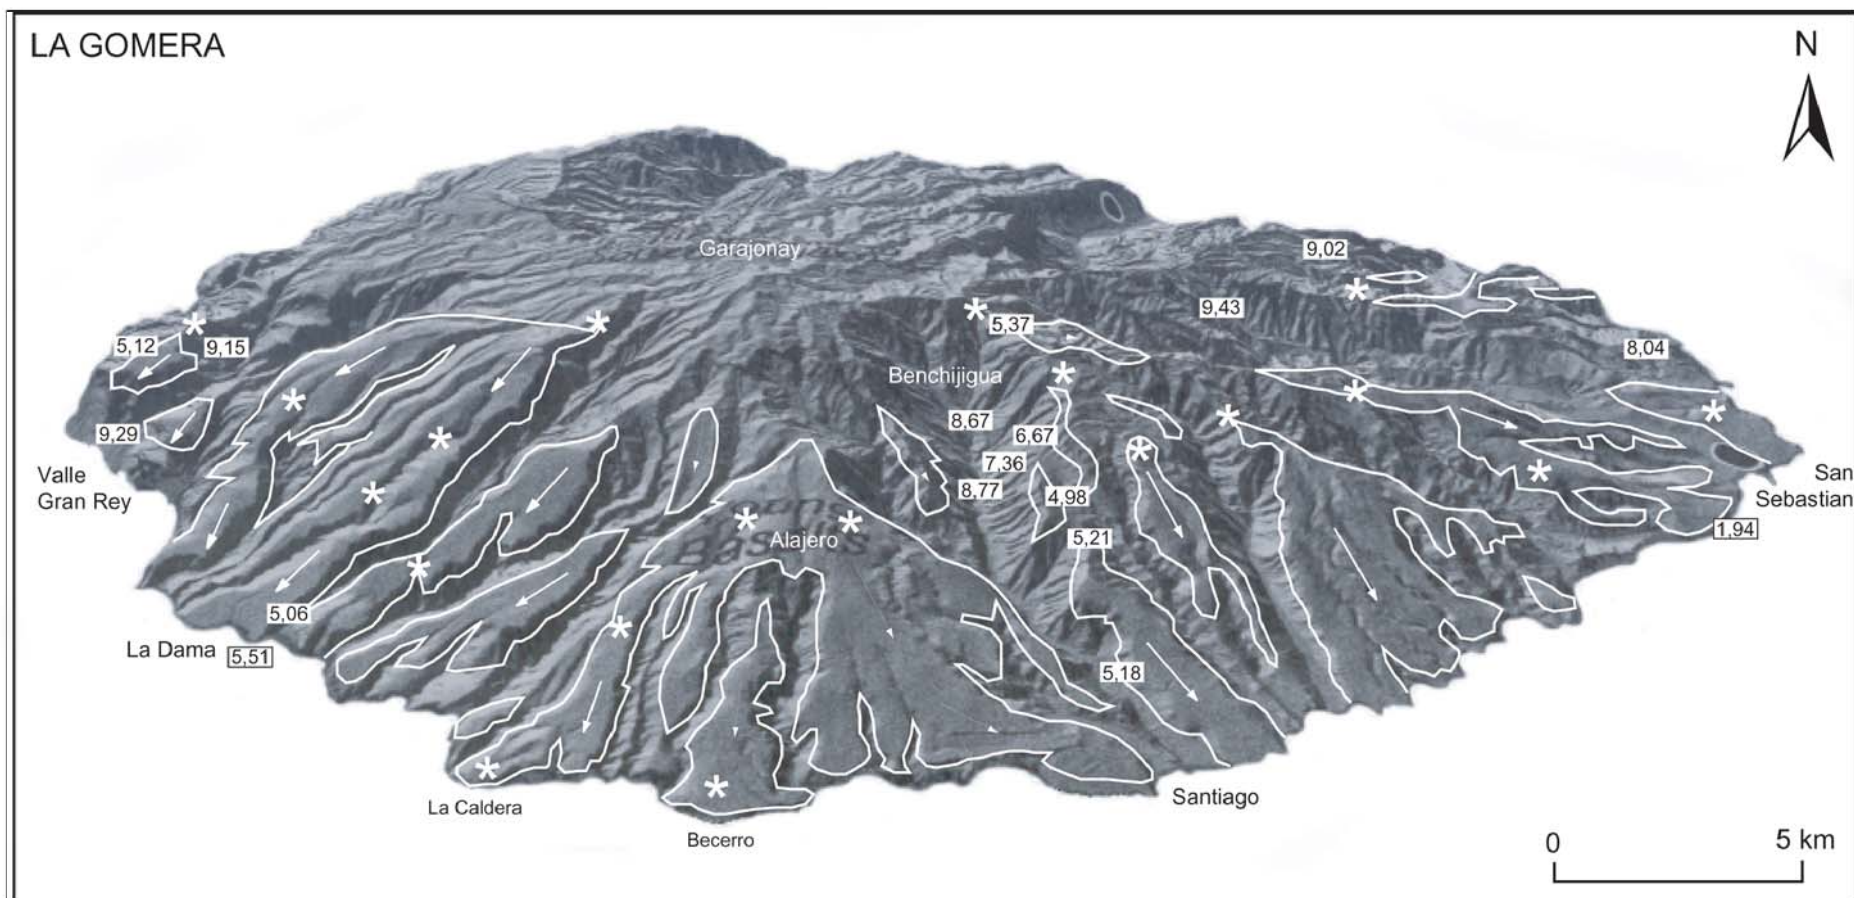 LA GOMERA
N
Garajonay
9,02
9,43
5,37
5,12
9,15
8,04
Benchijigua
8,67
9,29
6,67
7,36
Valle
Gran Rey
8,77
4,98
San
Sebastian
1,94
Alajero
5,21
5,06
La Dama
5,51
5,18
La Caldera
Santiago
Becerro
0
5 km